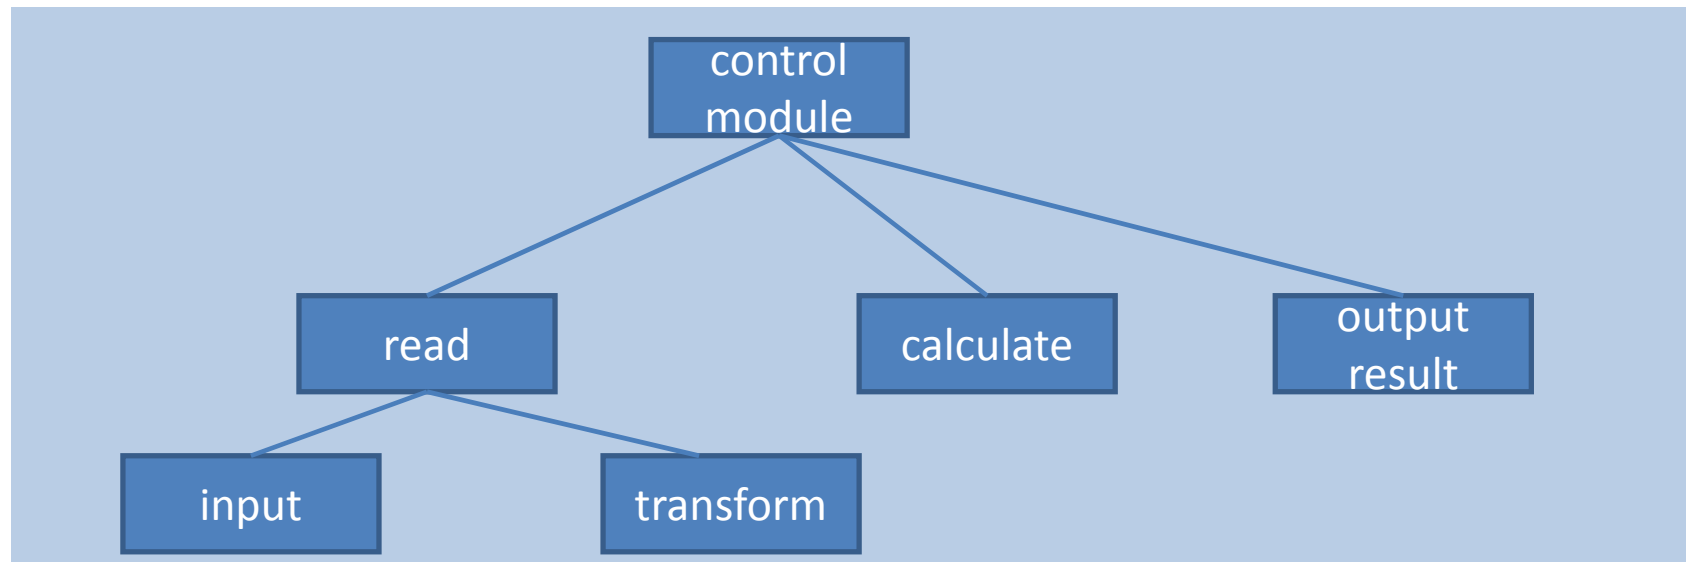 control
module
read
calculate
output
result
input
transform